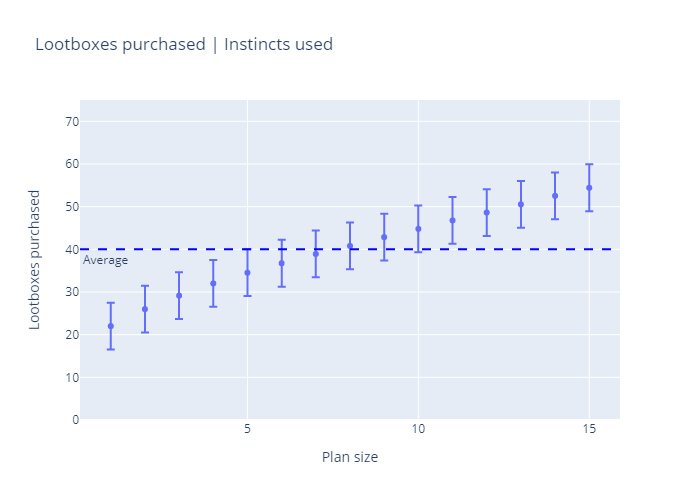 Lootboxes purchased | Instincts used
Lootboxes purchased
70
60
50
40
30
20
10
0
Average
5
10
15
Plan size